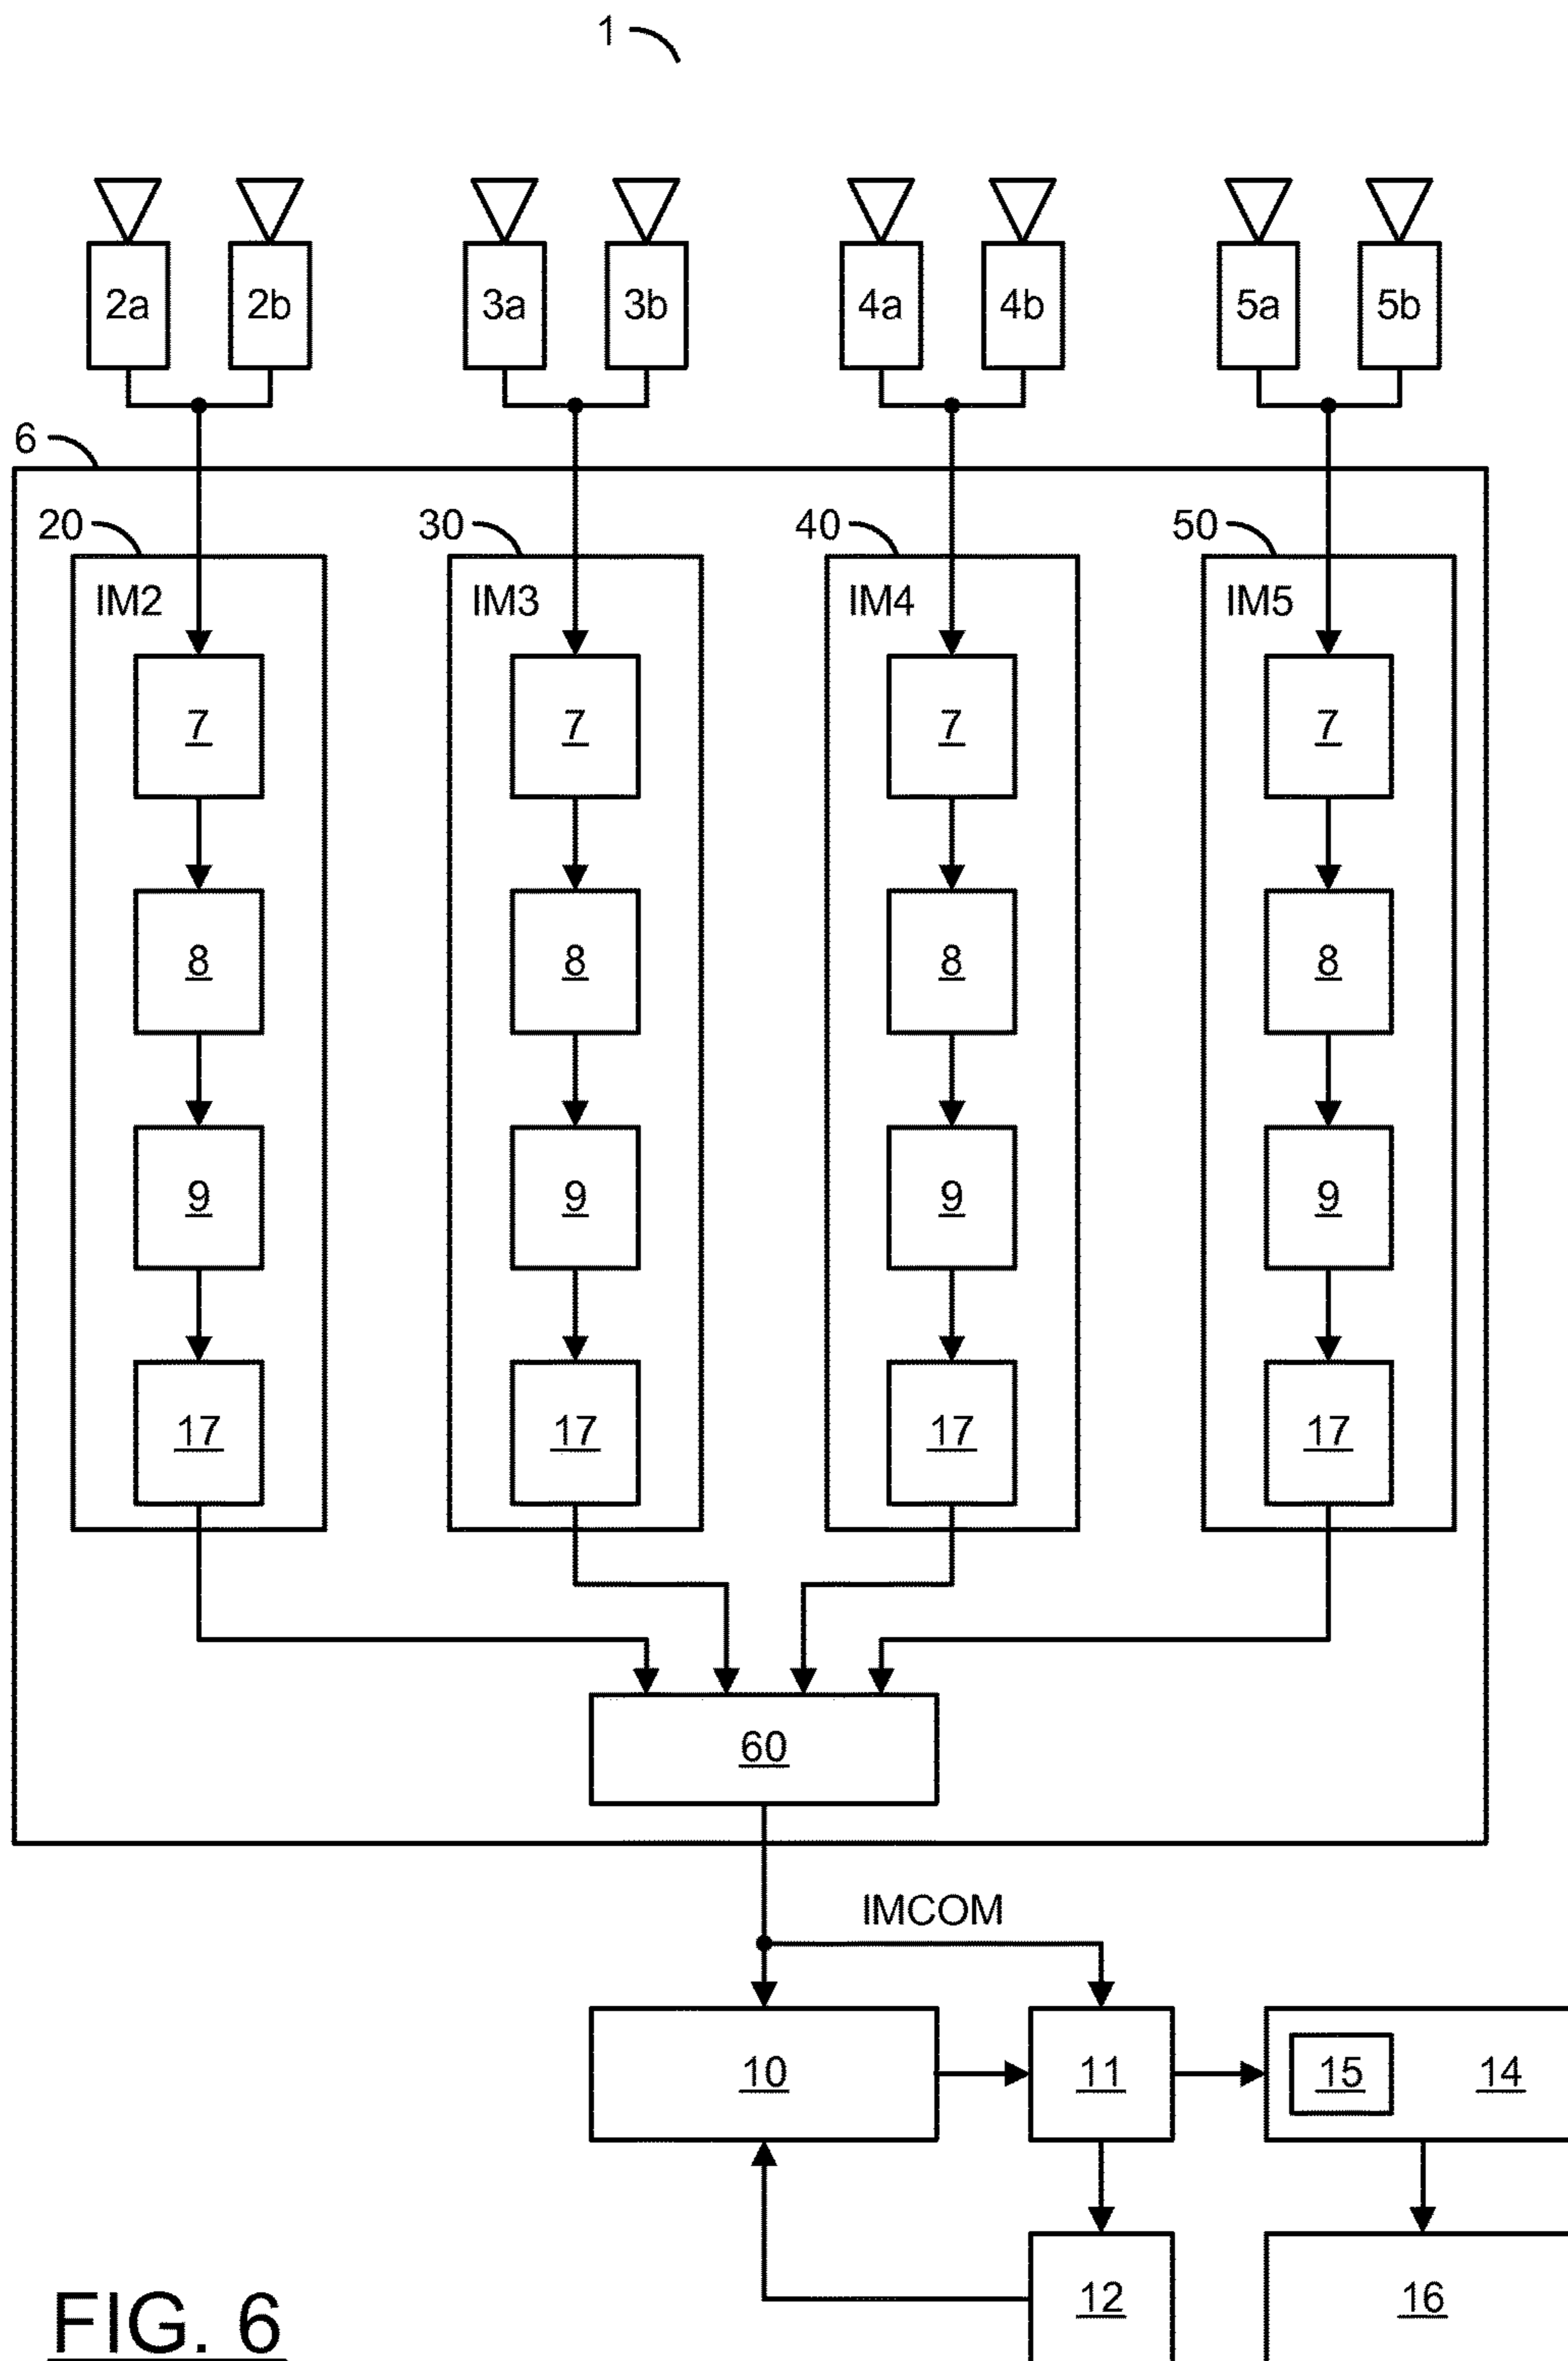 1
2a 2b 3a 3b 4a 4b 5a 5b
6
20 30 40 50
IM2 IM3 IM4 IM5
7 7 7 7
8 8 8 8
9 9 9 9
17 17 17 17
60
IMCOM
10 11 15 14
12 16
FIG. 6